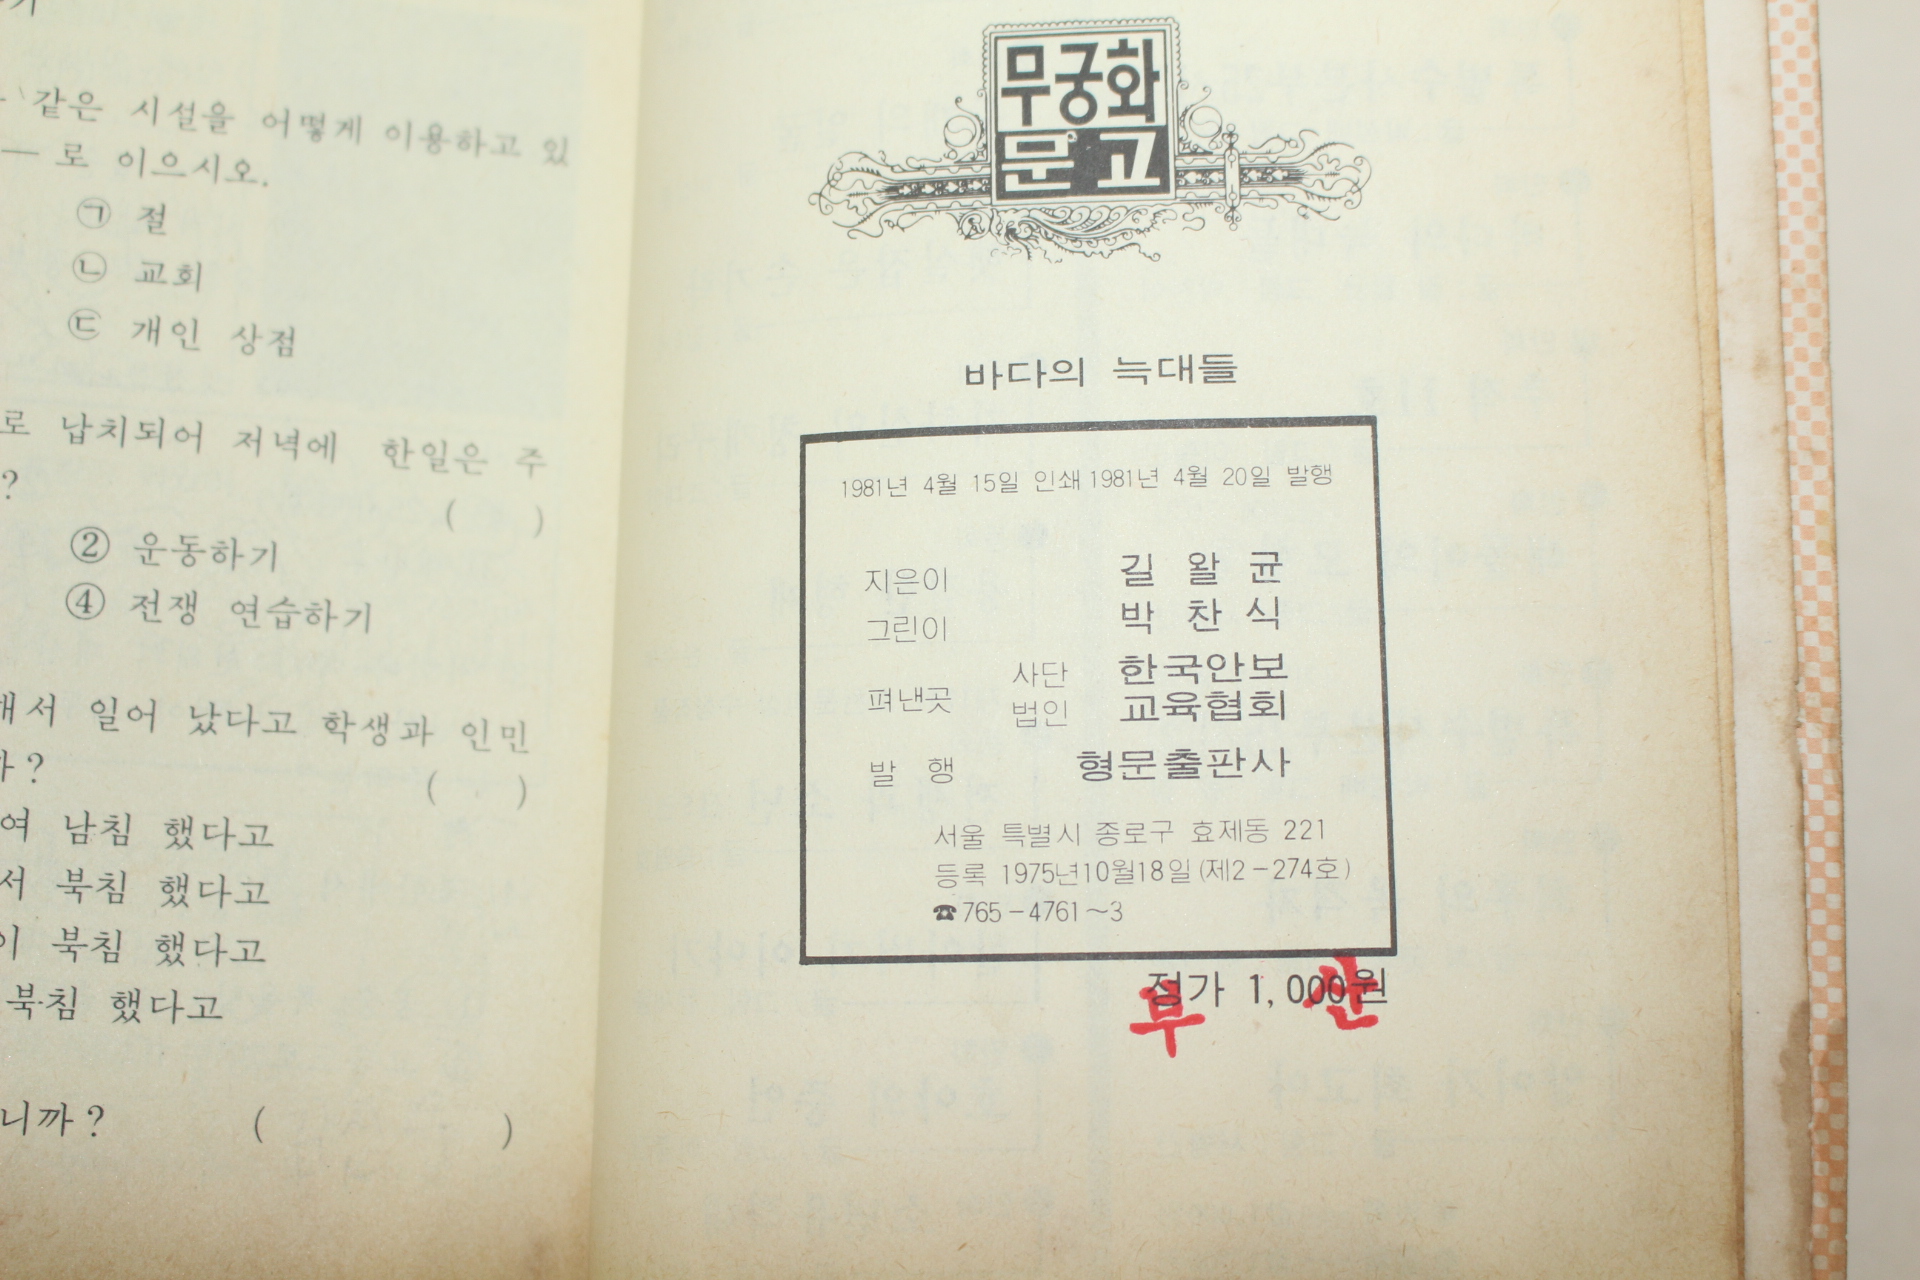 같은 시설을 어떻게 이용하고 있
— 로 이으시오.
㉠ 절
㉡ 교회
㉢ 개인 상점
로 납치되어 저녁에 한일은 주
?
( )
② 운동하기
④ 전쟁 연습하기
해서 일어 났다고 학생과 인민
까?
( )
여 남침 했다고
서 북침 했다고
이 북침 했다고
북침 했다고
니까? ( )
무궁화
문고
바다의 늑대들
1981년 4월 15일 인쇄 1981년 4월 20일 발행
지은이 길 왈 균
그린이 박 찬 식
펴낸곳 사단 법인 한국안보 교육협회
발 행 형문출판사
서울 특별시 종로구 효제동 221
등록 1975년10월18일 (제2-274호)
☎765-4761~3
정가 1,000원
부 산